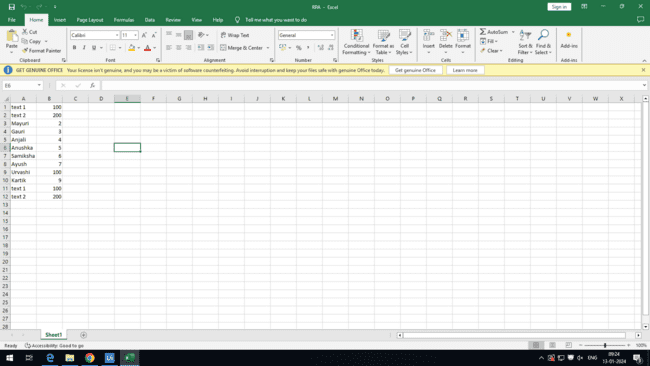 RPA - Excel
Sign in
File Home Insert Page Layout Formulas Data Review View Help Tell me what you want to do
Paste
Cut
Copy
Format Painter
Clipboard
Calibri 11
B I U
Font
Wrap Text
Merge & Center
Alignment
General
% ,
Number
Conditional Formatting
Format as Table
Cell Styles
Styles
Insert Delete Format
Cells
AutoSum
Fill
Clear
Sort & Filter
Find & Select
Editing
Add-ins
Add-ins
GET GENUINE OFFICE Your license isn't genuine, and you may be a victim of software counterfeiting. Avoid interruption and keep your files safe with genuine Office today. Get genuine Office Learn more
E6 fx
A B C D E F G H I J K L M N O P Q R S T U V W X
1 text 1 100
2 text 2 200
3 Mayuri 2
4 Gauri 3
5 Anjali 4
6 Anushka 5
7 Samiksha 6
8 Ayush 7
9 Urvashi 100
10 Kartik 9
11 text 1 100
12 text 2 200
13
14
15
16
17
18
19
20
21
22
23
24
25
26
27
28
Sheet1
Ready Accessibility: Good to go 100%
ENG 09:24
13-01-2024